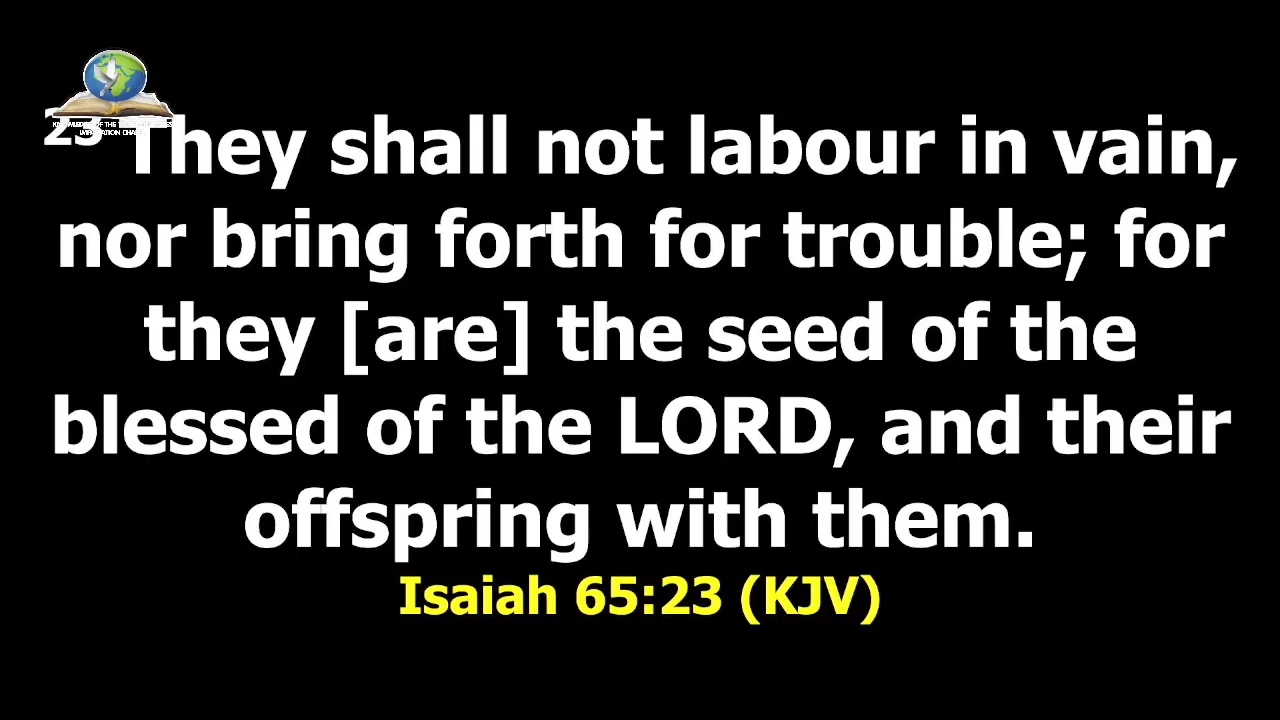 23 They shall not labour in vain,
nor bring forth for trouble; for
they [are] the seed of the
blessed of the LORD, and their
offspring with them.
Isaiah 65:23 (KJV)